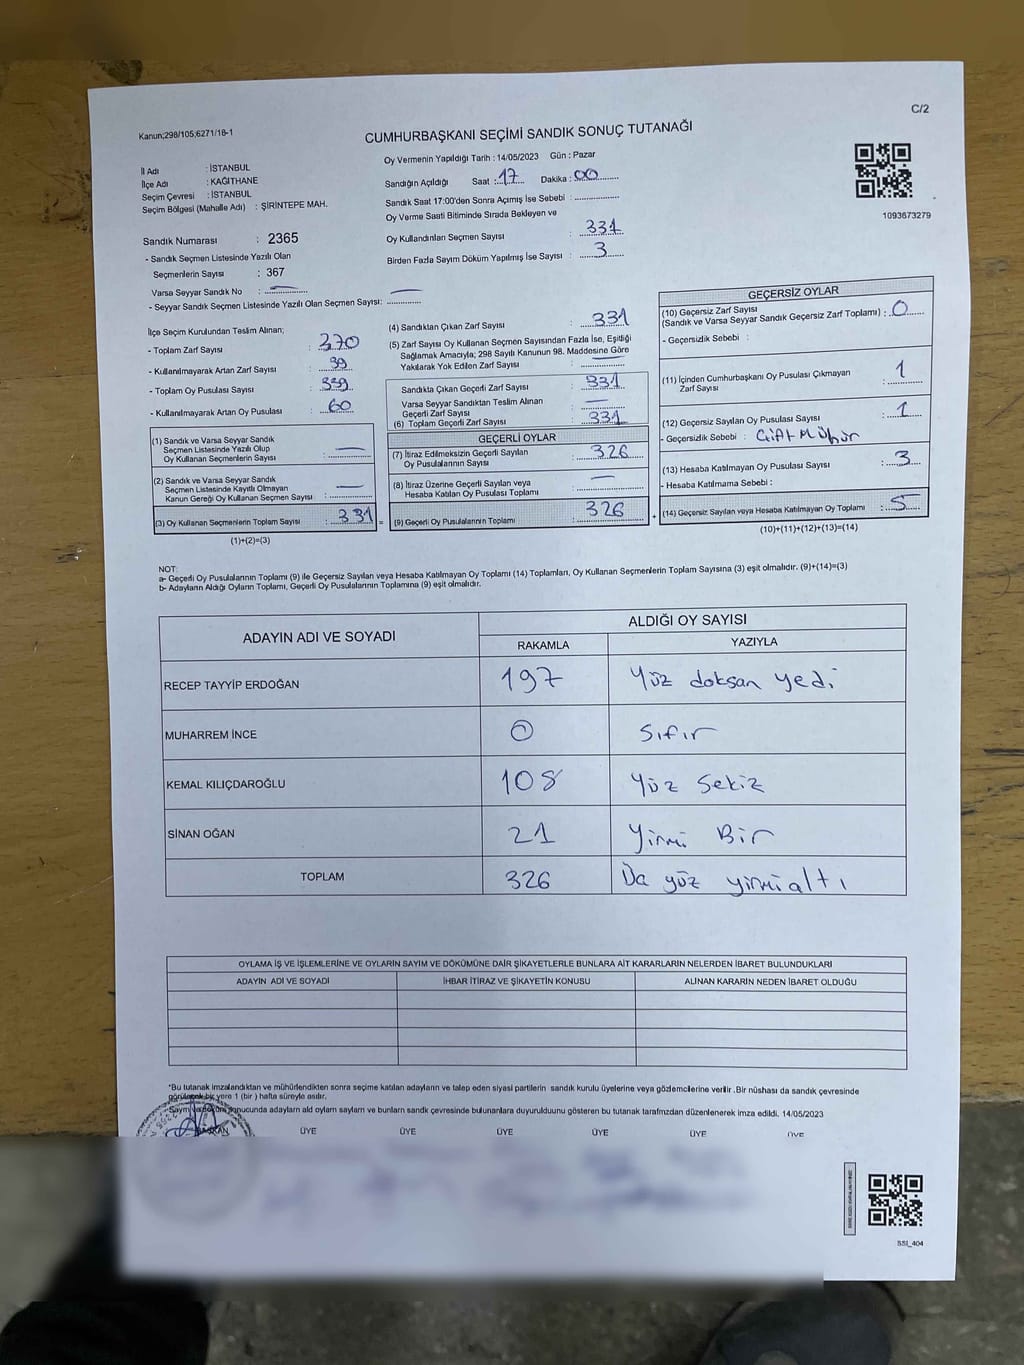 C/2
Kanun;298/105;6271/18-1
CUMHURBAŞKANI SEÇİMİ SANDIK SONUÇ TUTANAĞI
İl Adı : İSTANBUL
İlçe Adı : KAĞITHANE
Seçim Çevresi : İSTANBUL
Seçim Bölgesi (Mahalle Adı) : ŞİRİNTEPE MAH.
Sandık Numarası : 2365
- Sandık Seçmen Listesinde Yazılı Olan
Seçmenlerin Sayısı : 367
Varsa Seyyar Sandık No : —
- Seyyar Sandık Seçmen Listesinde Yazılı Olan Seçmen Sayısı: —
Oy Vermenin Yapıldığı Tarih : 14/05/2023 Gün : Pazar
Sandığın Açıldığı Saat : 17 Dakika : 00
Sandık Saat 17:00'den Sonra Açımış İse Sebebi :
Oy Verme Saati Bitiminde Sırada Bekleyen ve
Oy Kullandırılan Seçmen Sayısı : 331
Birden Fazla Sayım Döküm Yapılmış İse Sayısı : 3
1093673279
İlçe Seçim Kurulundan Teslim Alınan;
- Toplam Zarf Sayısı : 370
- Kullanılmayarak Artan Zarf Sayısı : 39
- Toplam Oy Pusulası Sayısı :
- Kullanılmayarak Artan Oy Pusulası : 60
(1) Sandık ve Varsa Seyyar Sandık
Seçmen Listesinde Yazılı Olup
Oy Kullanan Seçmenlerin Sayısı : —
(2) Sandık ve Varsa Seyyar Sandık
Seçmen Listesinde Kayıtlı Olmayan
Kanun Gereği Oy Kullanan Seçmen Sayısı : —
(3) Oy Kullanan Seçmenlerin Toplam Sayısı : 331 =
(1)+(2)=(3)
(4) Sandıktan Çıkan Zarf Sayısı : 331
(5) Zarf Sayısı Oy Kullanan Seçmen Sayısından Fazla İse, Eşitliği
Sağlamak Amacıyla; 298 Sayılı Kanunun 98. Maddesine Göre
Yakılarak Yok Edilen Zarf Sayısı : —
Sandıkta Çıkan Geçerli Zarf Sayısı : 331
Varsa Seyyar Sandıktan Teslim Alınan
Geçerli Zarf Sayısı : —
(6) Toplam Geçerli Zarf Sayısı : 331
GEÇERLİ OYLAR
(7) İtiraz Edilmeksizin Geçerli Sayılan
Oy Pusulalarının Sayısı : 326
(8) İtiraz Üzerine Geçerli Sayılan veya
Hesaba Katılan Oy Pusulası Toplamı : —
(9) Geçerli Oy Pusulalarının Toplamı : 326 +
GEÇERSİZ OYLAR
(10) Geçersiz Zarf Sayısı
(Sandık ve Varsa Seyyar Sandık Geçersiz Zarf Toplamı) : 0
- Geçersizlik Sebebi :
(11) İçinden Cumhurbaşkanı Oy Pusulası Çıkmayan
Zarf Sayısı : 1
(12) Geçersiz Sayılan Oy Pusulası Sayısı : 1
- Geçersizlik Sebebi : Çift Mühür
(13) Hesaba Katılmayan Oy Pusulası Sayısı : 3
- Hesaba Katılmama Sebebi :
(14) Geçersiz Sayılan veya Hesaba Katılmayan Oy Toplamı : 5
(10)+(11)+(12)+(13)=(14)
NOT:
a- Geçerli Oy Pusulalarının Toplamı (9) ile Geçersiz Sayılan veya Hesaba Katılmayan Oy Toplamı (14) Toplamları, Oy Kullanan Seçmenlerin Toplam Sayısına (3) eşit olmalıdır. (9)+(14)=(3)
b- Adayların Aldığı Oyların Toplamı, Geçerli Oy Pusulalarının Toplamına (9) eşit olmalıdır.
ADAYIN ADI VE SOYADI ALDIĞI OY SAYISI
RAKAMLA YAZIYLA
RECEP TAYYİP ERDOĞAN 197 Yüz doksan yedi
MUHARREM İNCE 0 Sıfır
KEMAL KILIÇDAROĞLU 108 Yüz Sekiz
SİNAN OĞAN 21 Yirmi Bir
TOPLAM 326 yüz yirmialtı
OYLAMA İŞ VE İŞLEMLERİNE VE OYLARIN SAYIM VE DÖKÜMÜNE DAİR ŞİKAYETLERLE BUNLARA AİT KARARLARIN NELERDEN İBARET BULUNDUKLARI
ADAYIN ADI VE SOYADI İHBAR İTİRAZ VE ŞİKAYETİN KONUSU ALINAN KARARIN NEDEN İBARET OLDUĞU
*Bu tutanak imzalandıktan ve mühürlendikten sonra seçime katılan adayların ve talep eden siyasi partilerin sandık kurulu üyelerine veya gözlemcilerine verilir .Bir nüshası da sandık çevresinde
görülecek bir yere 1 (bir ) hafta süreyle asılır.
Sayım ve döküm sonucunda adayların aldı oyların sayıların ve bunların sandık çevresinde bulunanlara duyurulduunu gösteren bu tutanak tarafımızdan düzenlenerek imza edildi. 14/05/2023
BAŞKAN ÜYE ÜYE ÜYE ÜYE ÜYE ÜYE
SSI_404